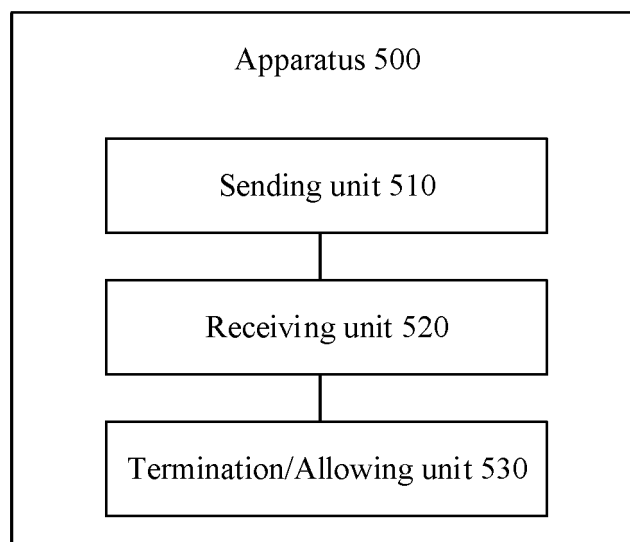 Apparatus 500
Sending unit 510
Receiving unit 520
Termination/Allowing unit 530